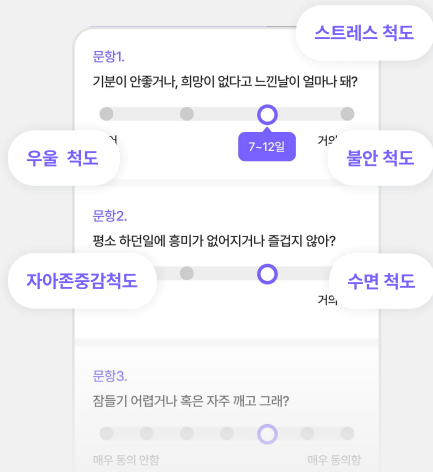 스트레스 척도
문항1.
기분이 안좋거나, 희망이 없다고 느낀날이 얼마나 돼?
7~12일
우울 척도
불안 척도
문항2.
평소 하던일에 흥미가 없어지거나 즐겁지 않아?
자아존중감척도
수면 척도
문항3.
잠들기 어렵거나 혹은 자주 깨고 그래?
매우 동의 안함
매우 동의함